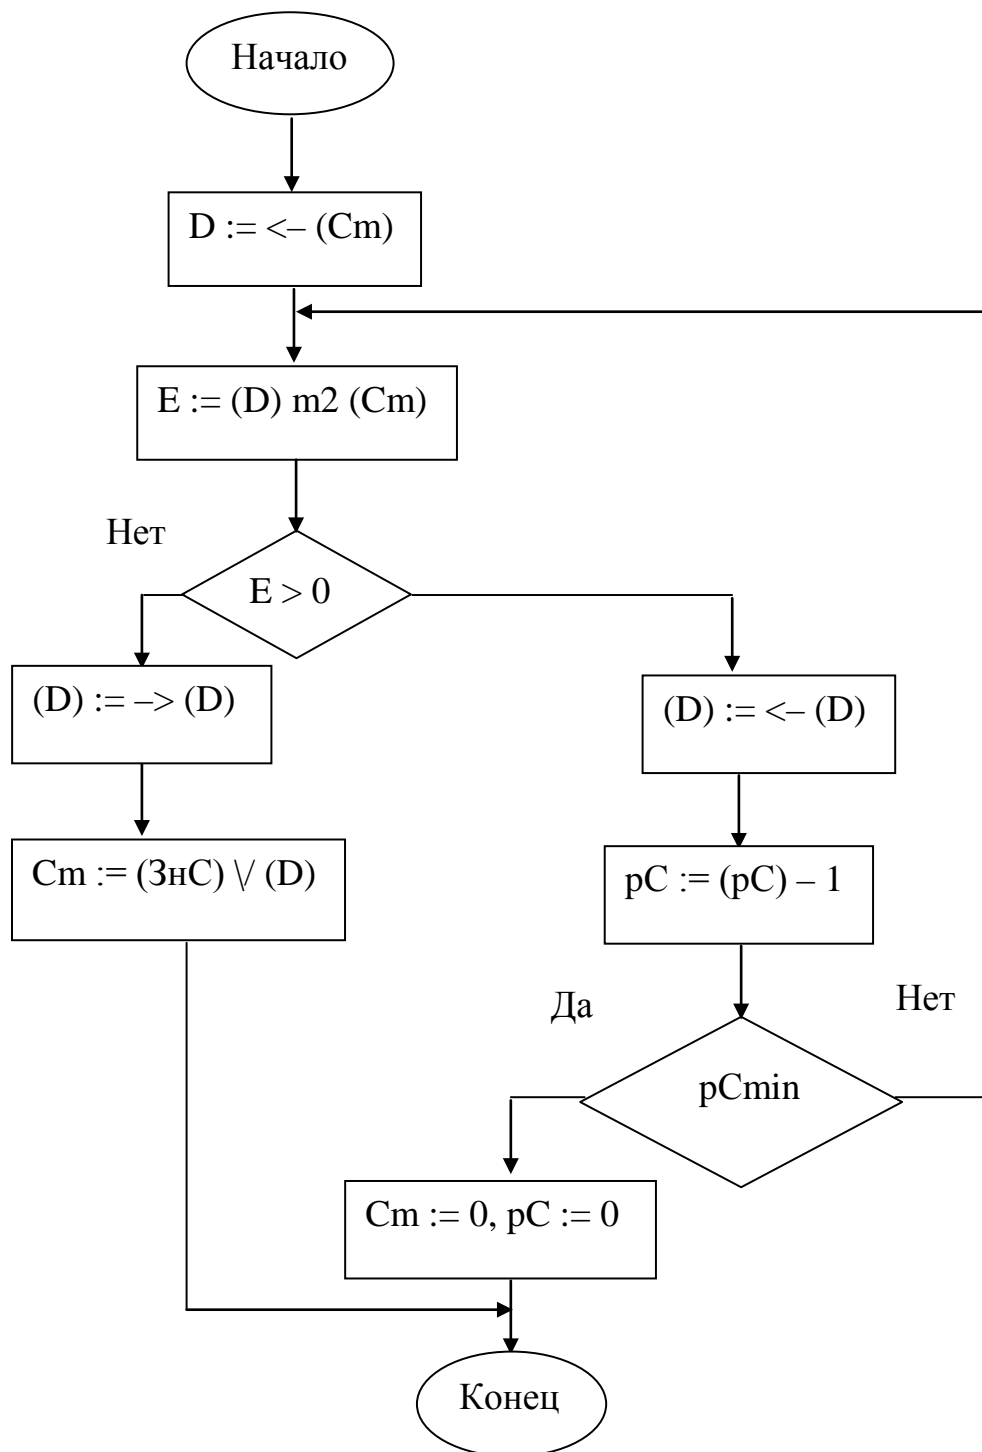 Начало
D := <– (Cm)
E := (D) m2 (Cm)
Нет
E > 0
(D) := –> (D)
(D) := <– (D)
Cm := (ЗнС) \/ (D)
pC := (pC) – 1
Да
Нет
pCmin
Cm := 0, pC := 0
Конец